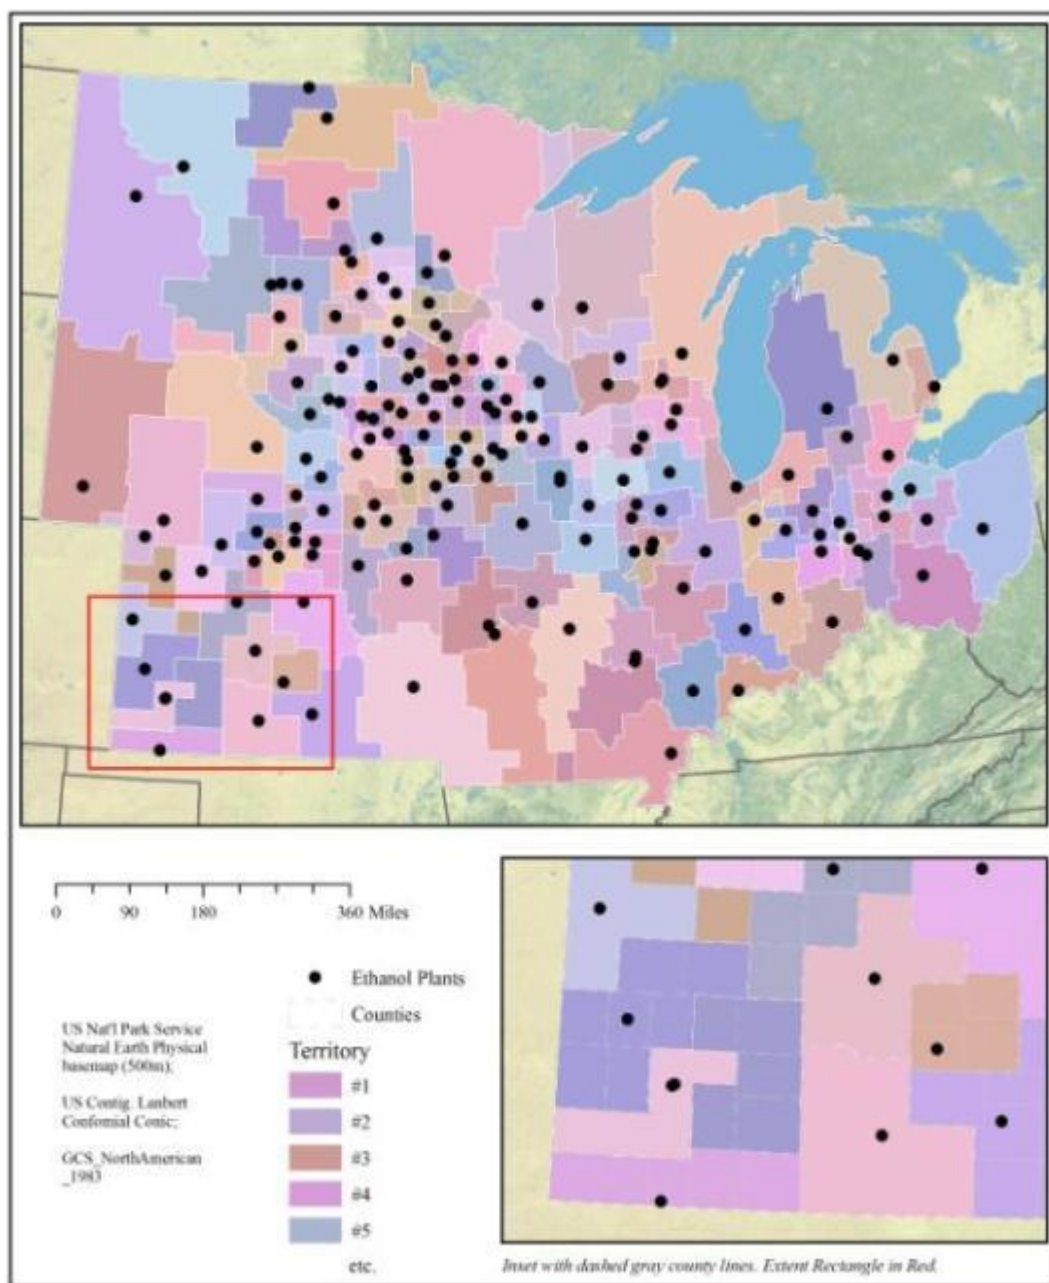 0 90 180 360 Miles
Ethanol Plants
Counties
Territory
#1
#2
#3
#4
#5
etc.
US Nat'l Park Service
Natural Earth Physical
basemap (500m);
US Contig. Lanbert
Confomial Conic;
GCS_NorthAmerican
_1983
Inset with dashed gray county lines. Extent Rectangle in Red.